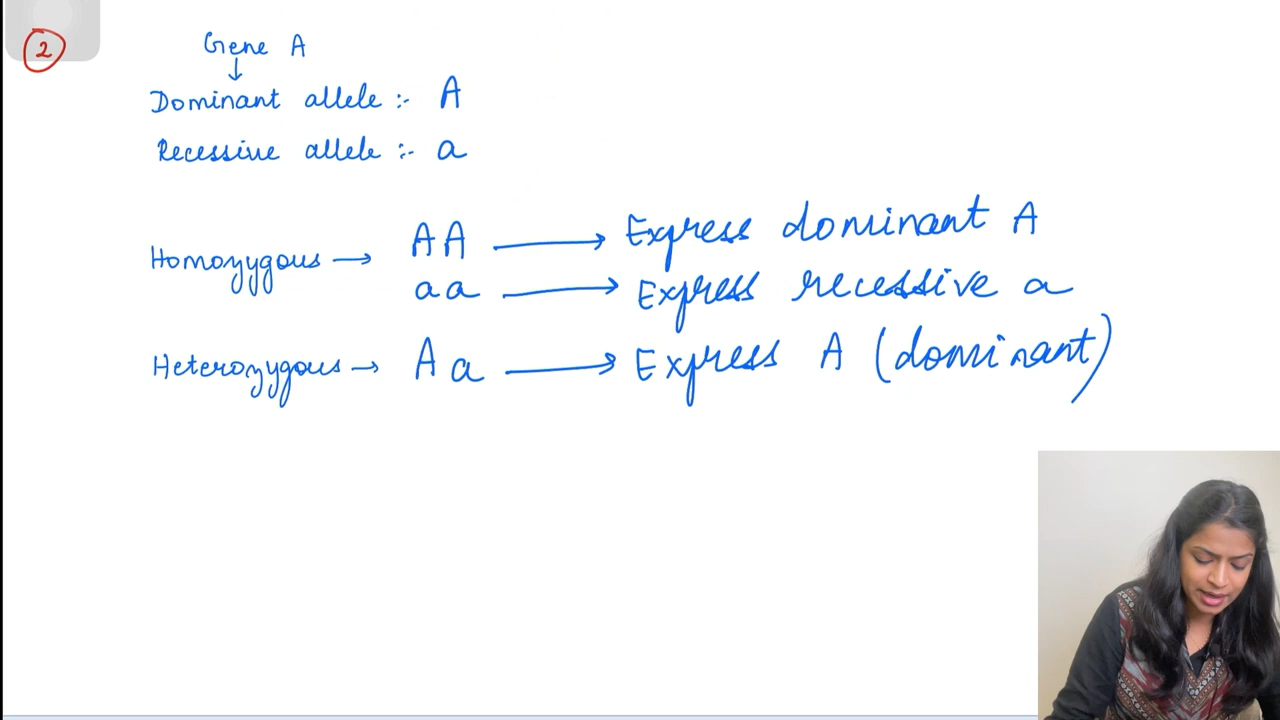 2
Gene A
↓
Dominant allele :- A
Recessive allele :- a
Homozygous → AA → Express dominant A
aa → Express recessive a
Heterozygous → Aa → Express A (dominant)